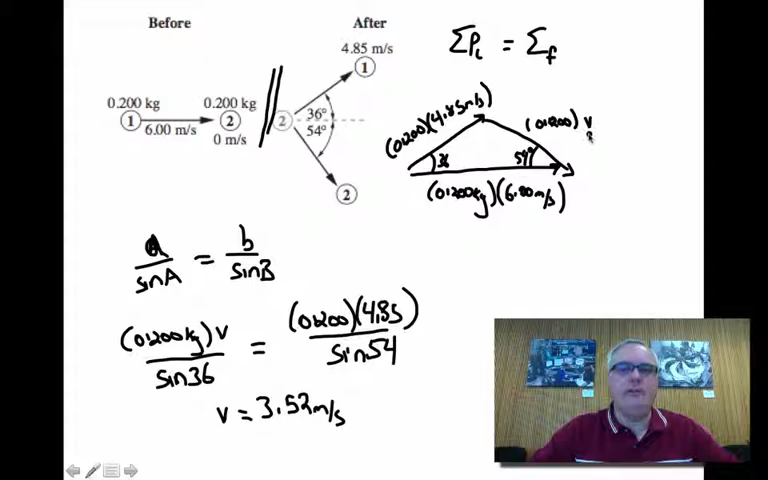 Before
After
4.85 m/s
1
0.200 kg
0.200 kg
1
2
6.00 m/s
0 m/s
2
36°
54°
2
ΣPi = Σf
(0.200)(4.85m/s)
(0.200) v
?
36
54°
(0.200kg)(6.00m/s)
a/sinA = b/sinB
(0.200kg)v/sin36 = (0.200)(4.85)/sin54
v = 3.52m/s